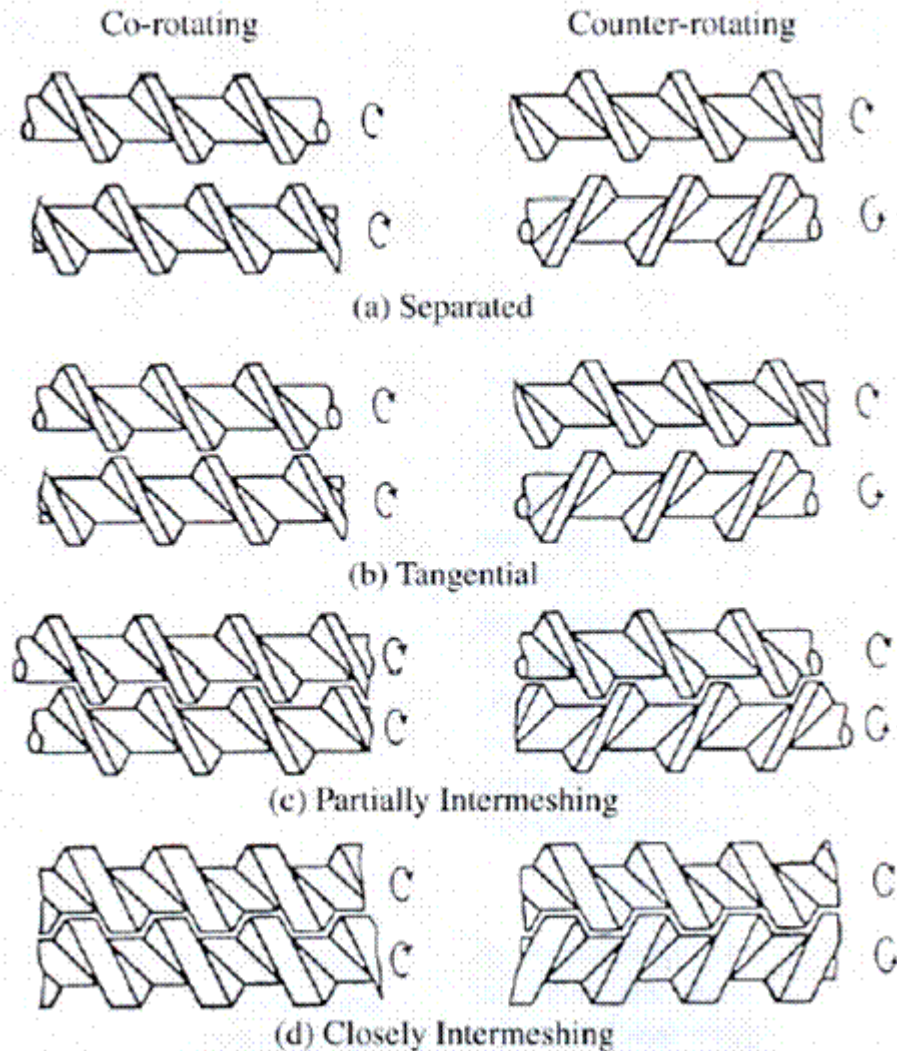 Co-rotating
Counter-rotating
(a) Separated
(b) Tangential
(c) Partially Intermeshing
(d) Closely Intermeshing